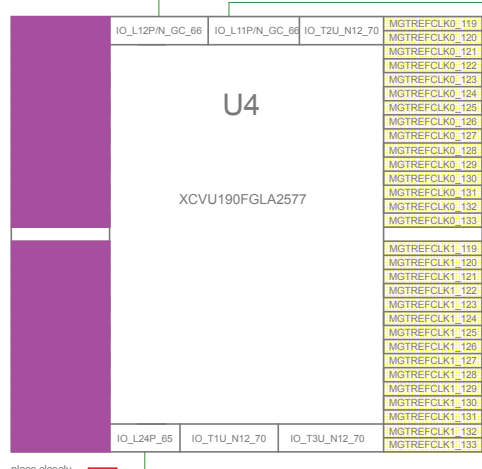 IO_L12P/N_GC_66 IO_L11P/N_GC_66 IO_T2U_N12_70
MGTREFCLK0_119
MGTREFCLK0_120
MGTREFCLK0_121
MGTREFCLK0_122
MGTREFCLK0_123
MGTREFCLK0_124
MGTREFCLK0_125
MGTREFCLK0_126
MGTREFCLK0_127
MGTREFCLK0_128
MGTREFCLK0_129
MGTREFCLK0_130
MGTREFCLK0_131
MGTREFCLK0_132
MGTREFCLK0_133
U4
XCVU190FGLA2577
MGTREFCLK1_119
MGTREFCLK1_120
MGTREFCLK1_121
MGTREFCLK1_122
MGTREFCLK1_123
MGTREFCLK1_124
MGTREFCLK1_125
MGTREFCLK1_126
MGTREFCLK1_127
MGTREFCLK1_128
MGTREFCLK1_129
MGTREFCLK1_130
MGTREFCLK1_131
MGTREFCLK1_132
MGTREFCLK1_133
IO_L24P_65 IO_T1U_N12_70 IO_T3U_N12_70
place closely